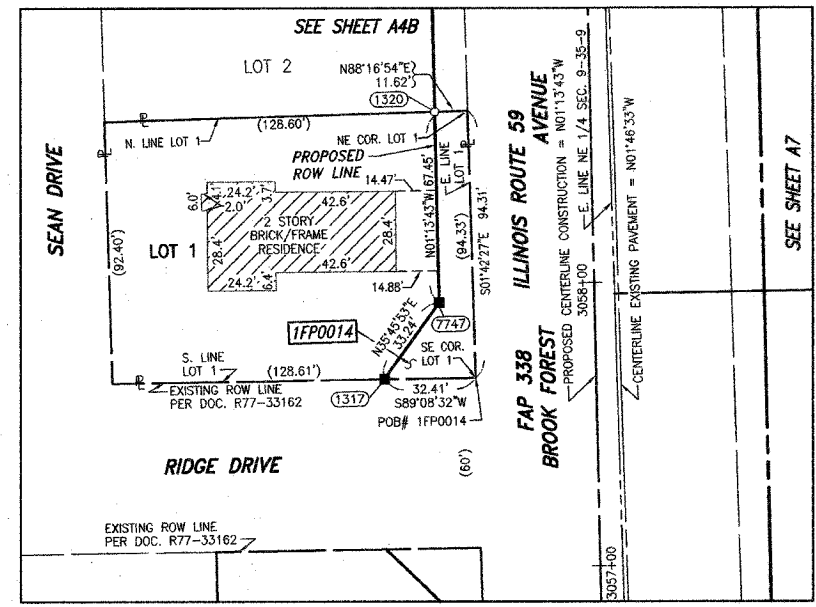 SEE SHEET A4B
LOT 2
N88°16'54"E
11.62'
1320
(128.60')
N. LINE LOT 1
NE COR. LOT 1
PROPOSED
ROW LINE
14.47'
N01°13'43"W 67.45'
E. LINE
LOT 1
(94.33')
S01°42'27"E 94.31'
SEAN DRIVE
(92.40')
LOT 1
6.0'
4.1'
24.2'
3.7'
2.0'
42.6'
2 STORY
BRICK/FRAME
RESIDENCE
28.4'
28.4'
42.6'
24.2'
6.4'
14.88'
7747
1FP0014
N35°45'53"E
33.24'
SE COR.
LOT 1
S. LINE
LOT 1
(128.61')
EXISTING ROW LINE
PER DOC. R77-33162
1317
32.41'
S89°08'32"W
POB# 1FP0014
RIDGE DRIVE
(60')
EXISTING ROW LINE
PER DOC. R77-33162
FAP 338 ILLINOIS ROUTE 59
BROOK FOREST AVENUE
PROPOSED CENTERLINE CONSTRUCTION = N01°13'43"W
3058+00
E. LINE NE 1/4 SEC. 9-35-9
CENTERLINE EXISTING PAVEMENT = N01°46'33"W
3057+00
SEE SHEET A7